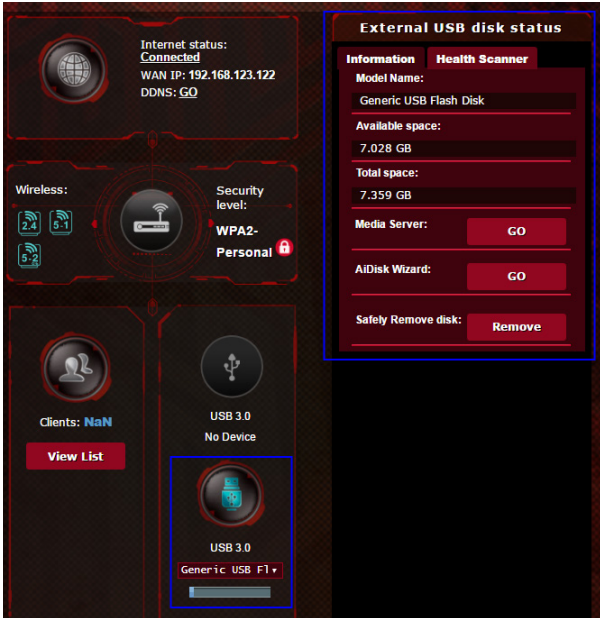 Internet status:
Connected
WAN IP: 192.168.123.122
DDNS: GO
Wireless:
2.4
5-1
5-2
Security
level:
WPA2-
Personal
Clients: NaN
View List
USB 3.0
No Device
USB 3.0
Generic USB Fl
External USB disk status
Information
Health Scanner
Model Name:
Generic USB Flash Disk
Available space:
7.028 GB
Total space:
7.359 GB
Media Server:
GO
AiDisk Wizard:
GO
Safely Remove disk:
Remove